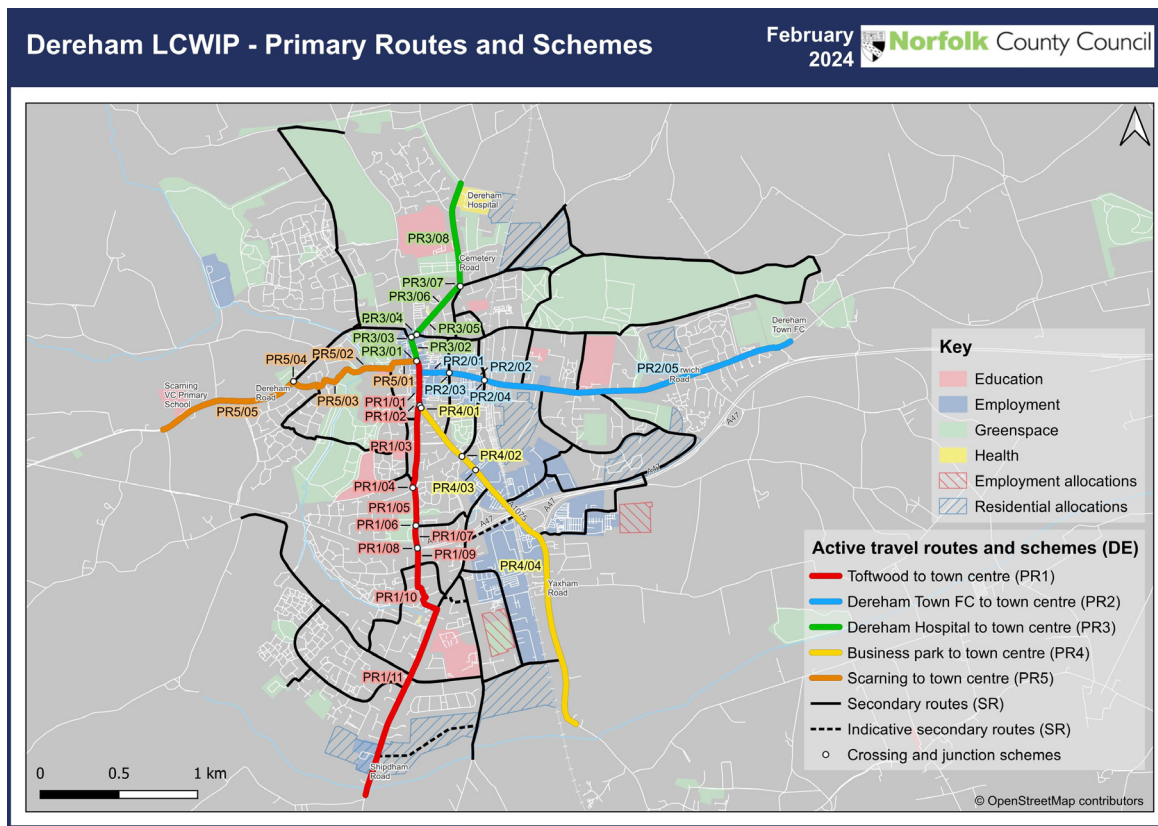 Dereham LCWIP - Primary Routes and Schemes
February
2024
Norfolk County Council
Dereham
Hospital
PR3/08
Cemetery
Road
PR3/07
PR3/06
PR3/04
PR3/05
PR3/03
PR3/02
PR3/01
Dereham
Town FC
PR5/04
PR5/02
PR2/01
PR2/02
PR2/05
rwich
Road
Scarning
VC Primary
School
Dereham
Road
PR5/01
PR2/03
PR2/04
PR5/03
PR5/05
PR1/01
PR4/01
PR1/02
A47
PR1/03
PR4/02
A47
PR1/04
PR4/03
PR1/05
A47
A1075
A47
PR1/06
PR1/07
PR1/08
PR1/09
PR4/04
Yaxham
Road
PR1/10
PR1/11
Shipdham
Road
Key
Education
Employment
Greenspace
Health
Employment allocations
Residential allocations
Active travel routes and schemes (DE)
Toftwood to town centre (PR1)
Dereham Town FC to town centre (PR2)
Dereham Hospital to town centre (PR3)
Business park to town centre (PR4)
Scarning to town centre (PR5)
Secondary routes (SR)
Indicative secondary routes (SR)
Crossing and junction schemes
0 0.5 1 km
© OpenStreetMap contributors